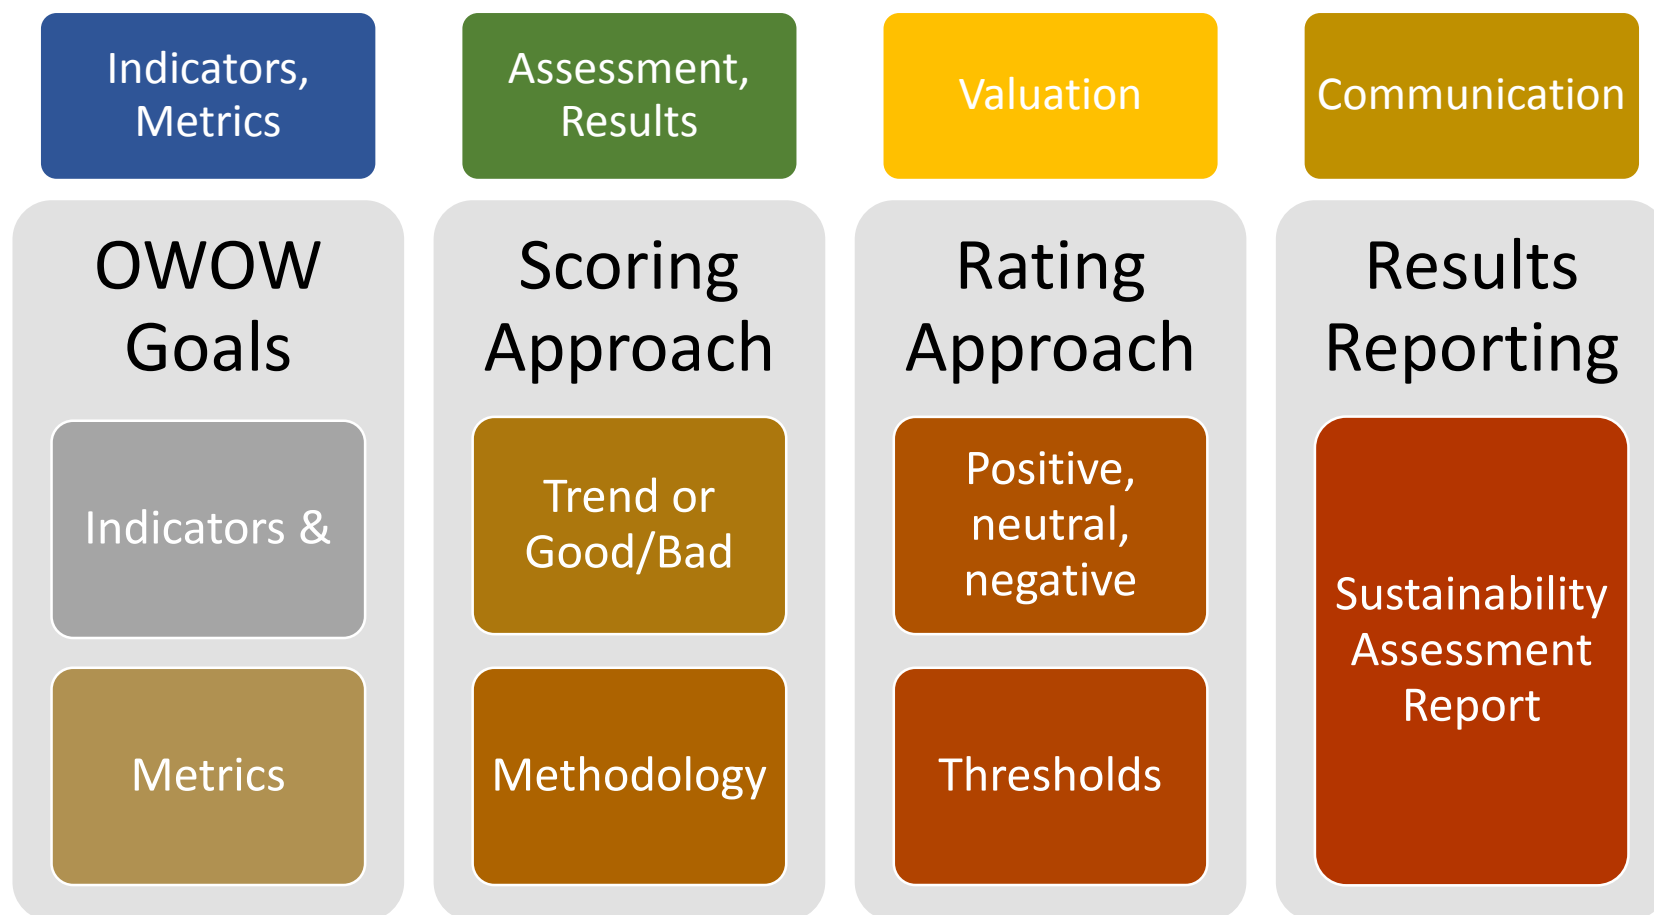 Indicators,
Metrics
Assessment,
Results
Valuation
Communication
OWOW
Goals
Indicators &
Metrics
Scoring
Approach
Trend or
Good/Bad
Methodology
Rating
Approach
Positive,
neutral,
negative
Thresholds
Results
Reporting
Sustainability
Assessment
Report